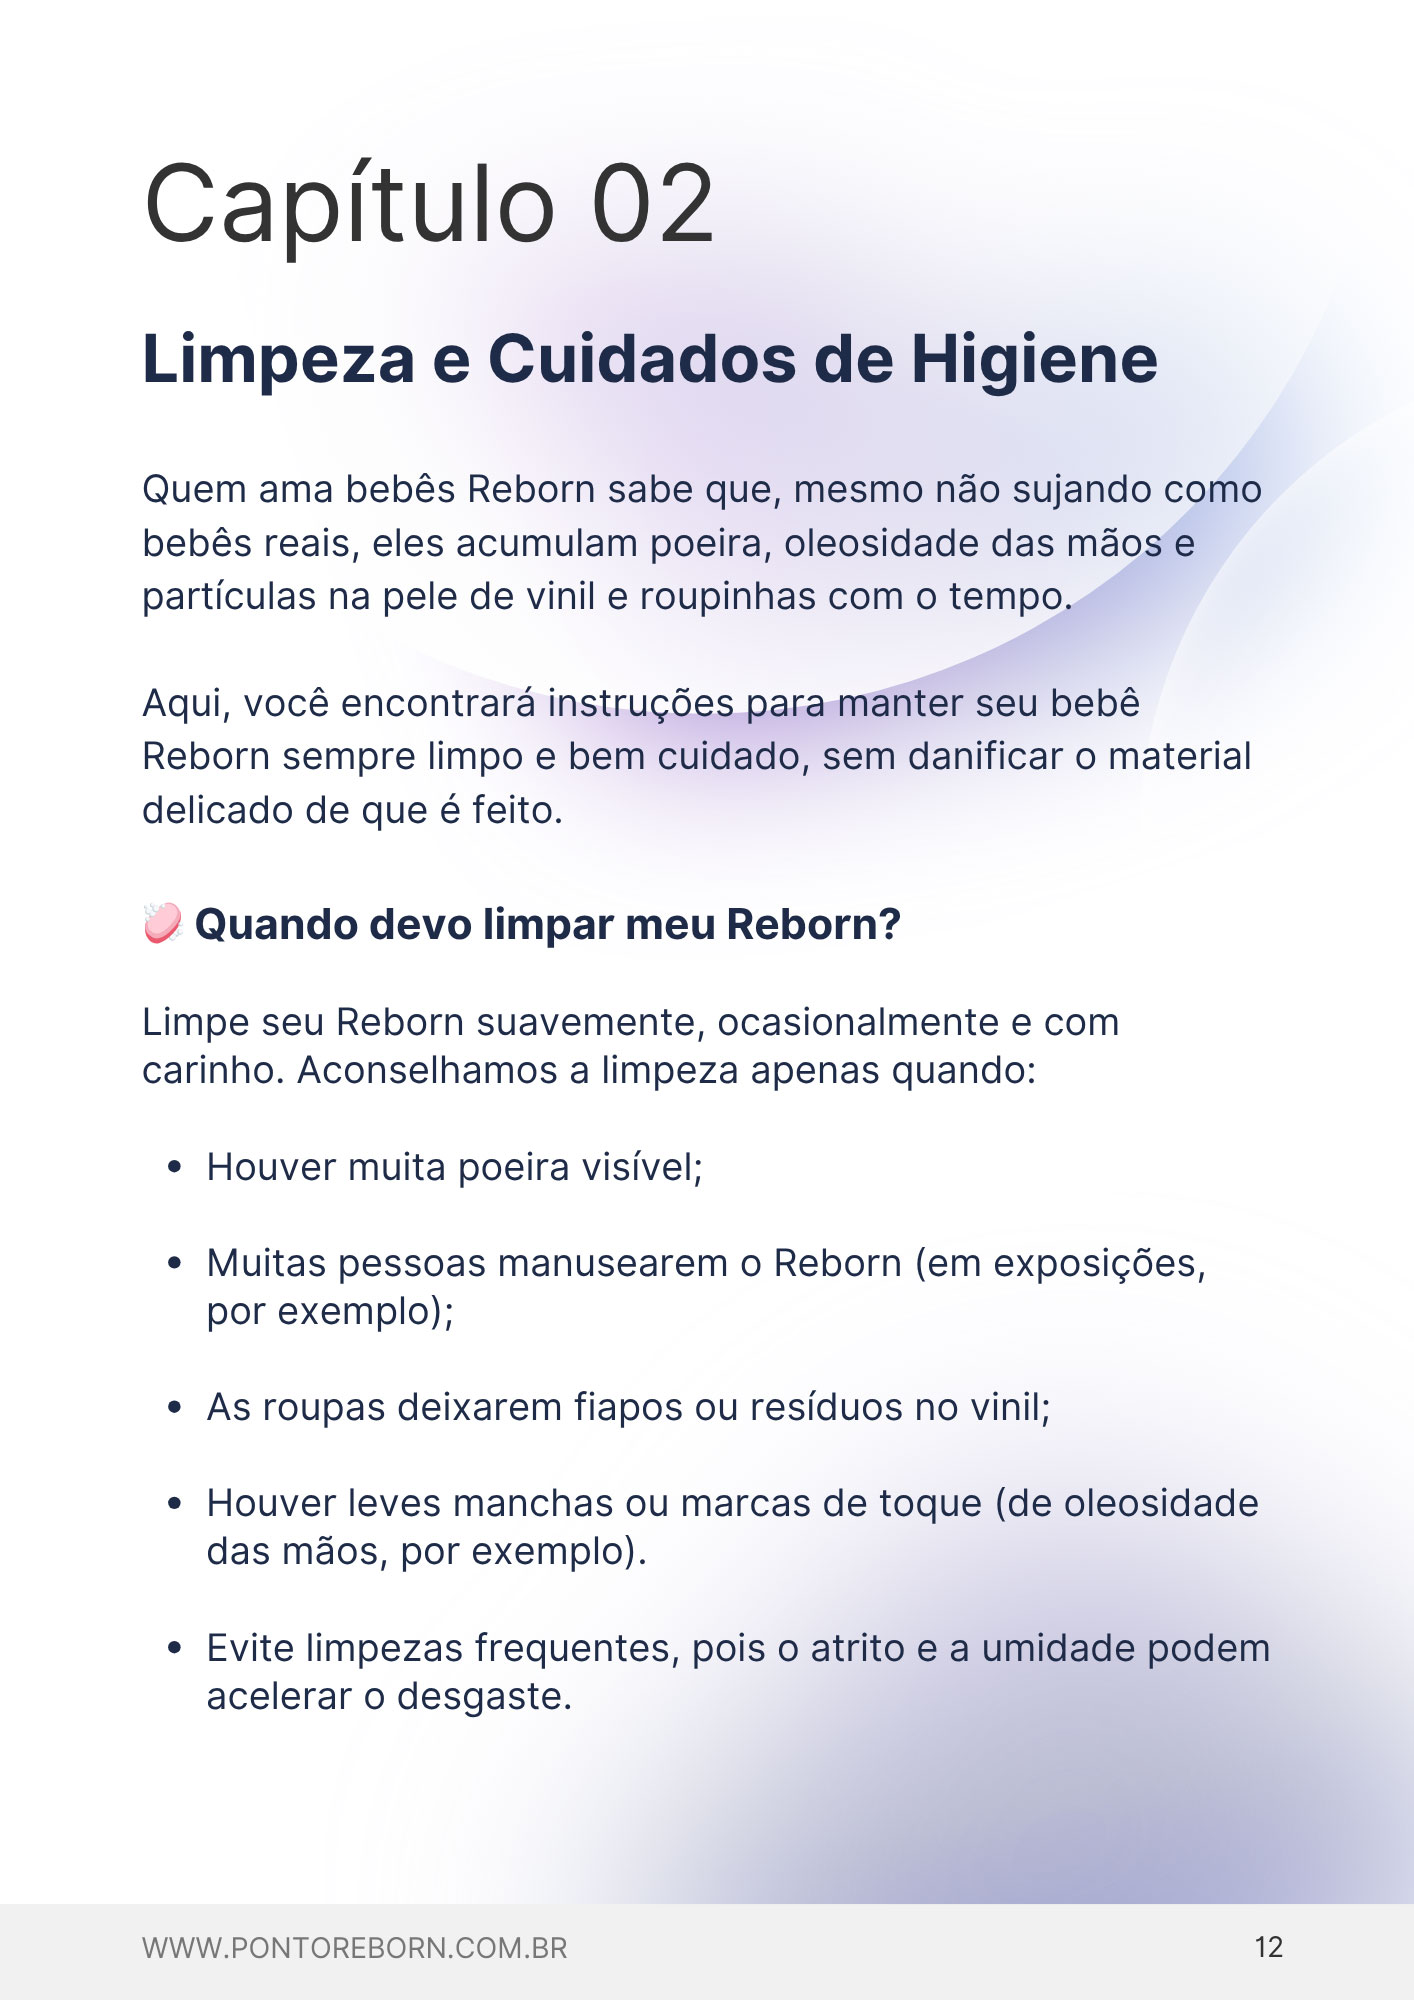 Capítulo 02
Limpeza e Cuidados de Higiene
Quem ama bebês Reborn sabe que, mesmo não sujando como
bebês reais, eles acumulam poeira, oleosidade das mãos e
partículas na pele de vinil e roupinhas com o tempo.
Aqui, você encontrará instruções para manter seu bebê
Reborn sempre limpo e bem cuidado, sem danificar o material
delicado de que é feito.
🧼 Quando devo limpar meu Reborn?
Limpe seu Reborn suavemente, ocasionalmente e com
carinho. Aconselhamos a limpeza apenas quando:
• Houver muita poeira visível;
• Muitas pessoas manusearem o Reborn (em exposições,
por exemplo);
• As roupas deixarem fiapos ou resíduos no vinil;
• Houver leves manchas ou marcas de toque (de oleosidade
das mãos, por exemplo).
• Evite limpezas frequentes, pois o atrito e a umidade podem
acelerar o desgaste.
WWW.PONTOREBORN.COM.BR
12